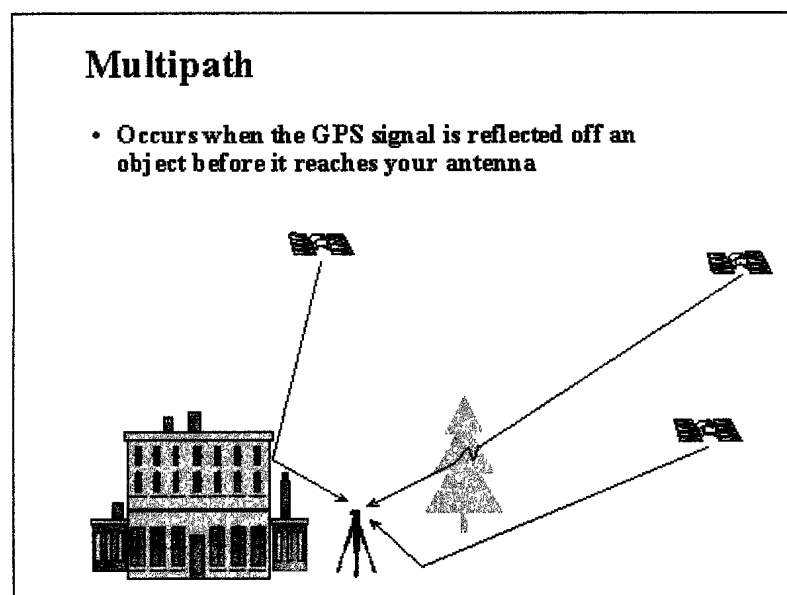 Multipath
• Occurs when the GPS signal is reflected off an
object before it reaches your antenna